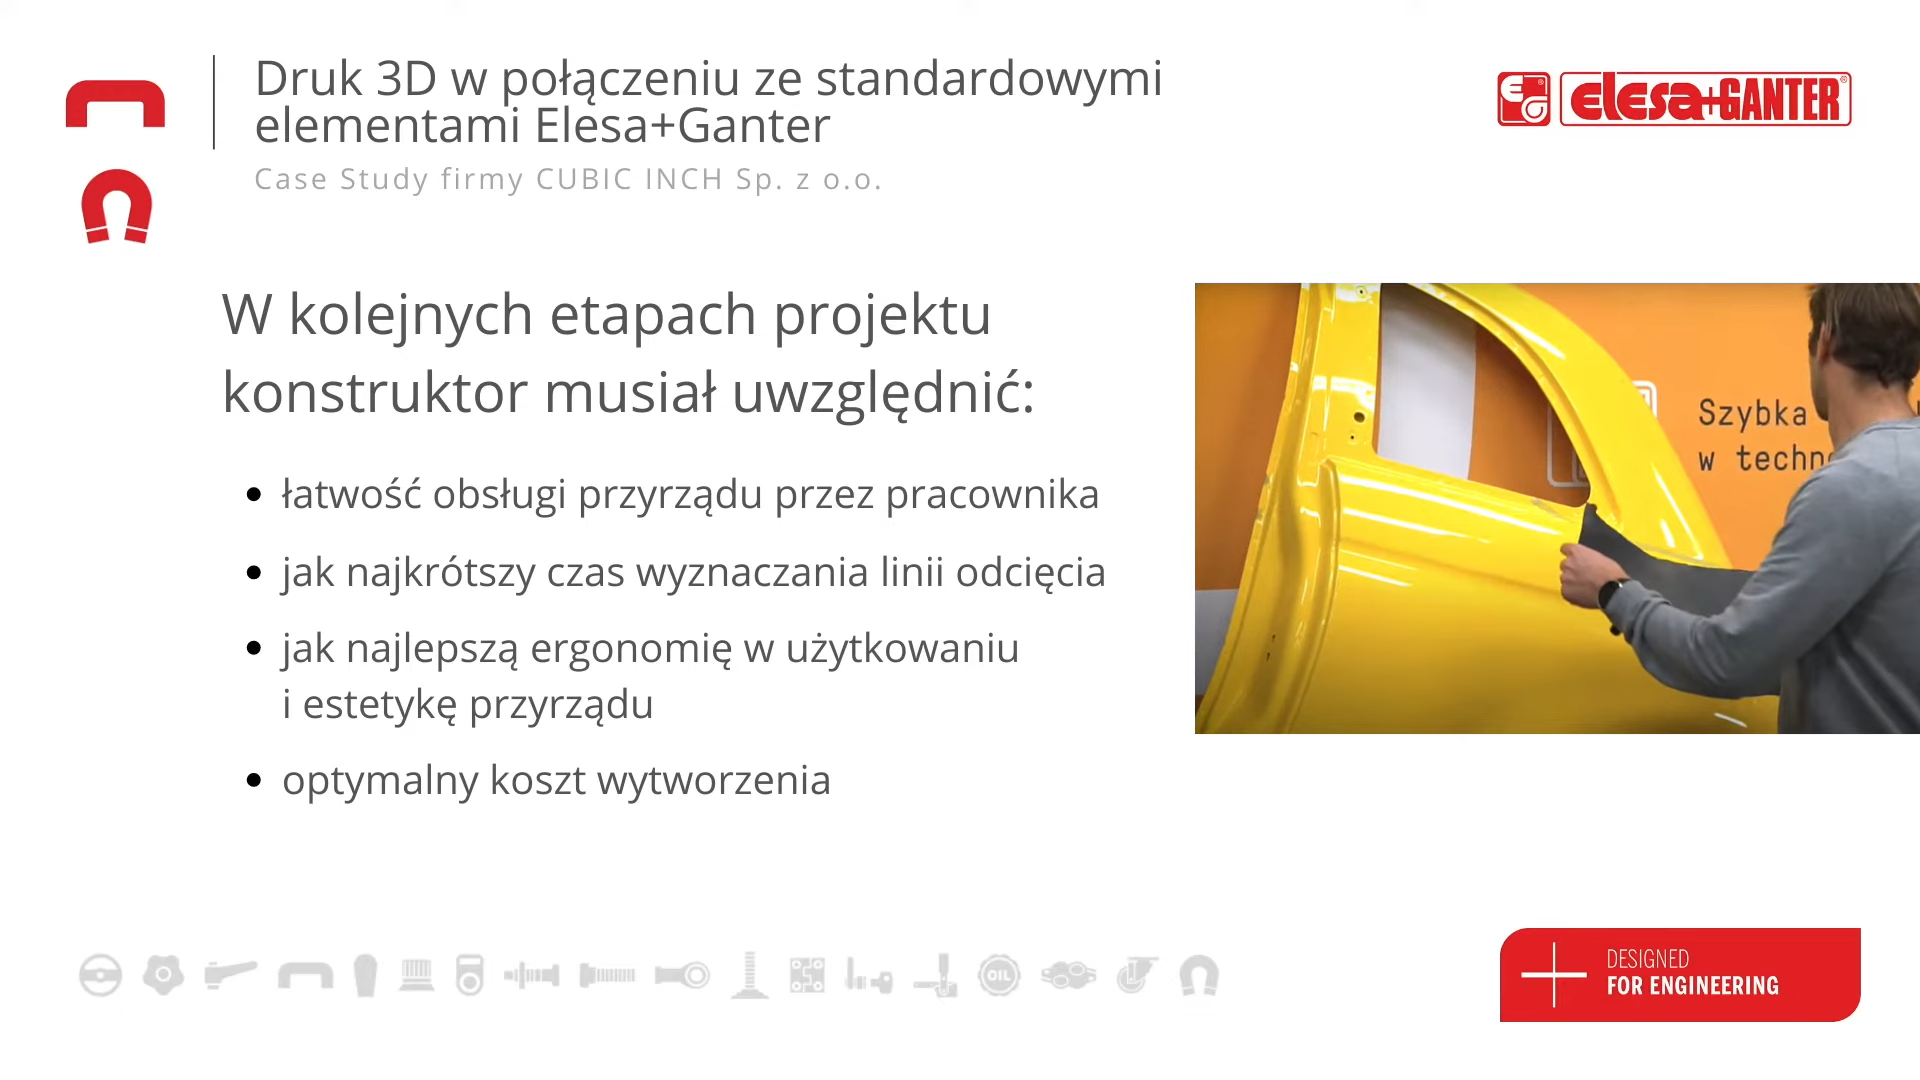 Druk 3D w połączeniu ze standardowymi
elementami Elesa+Ganter
Case Study firmy CUBIC INCH Sp. z o.o.
elesa+GANTER
W kolejnych etapach projektu
konstruktor musiał uwzględnić:
• łatwość obsługi przyrządu przez pracownika
• jak najkrótszy czas wyznaczania linii odcięcia
• jak najlepszą ergonomię w użytkowaniu
i estetykę przyrządu
• optymalny koszt wytworzenia
Szybka
w techn
OIL
DESIGNED
FOR ENGINEERING